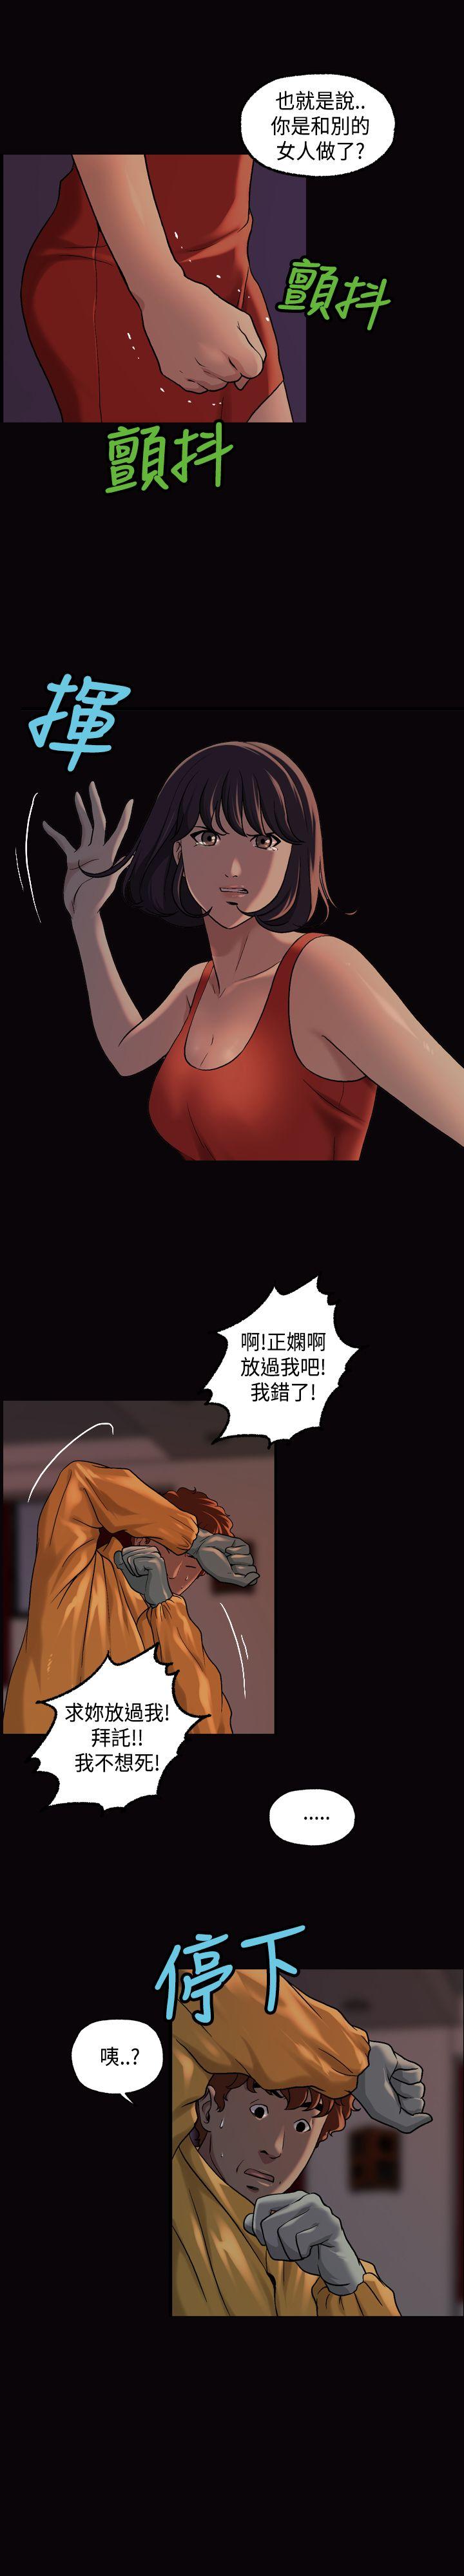 也就是說..
你是和別的
女人做了?
顫抖
顫抖
揮
啊!正嫻啊
放過我吧!
我錯了!
求妳放過我!
拜託!!
我不想死!
.....
停下
咦..?